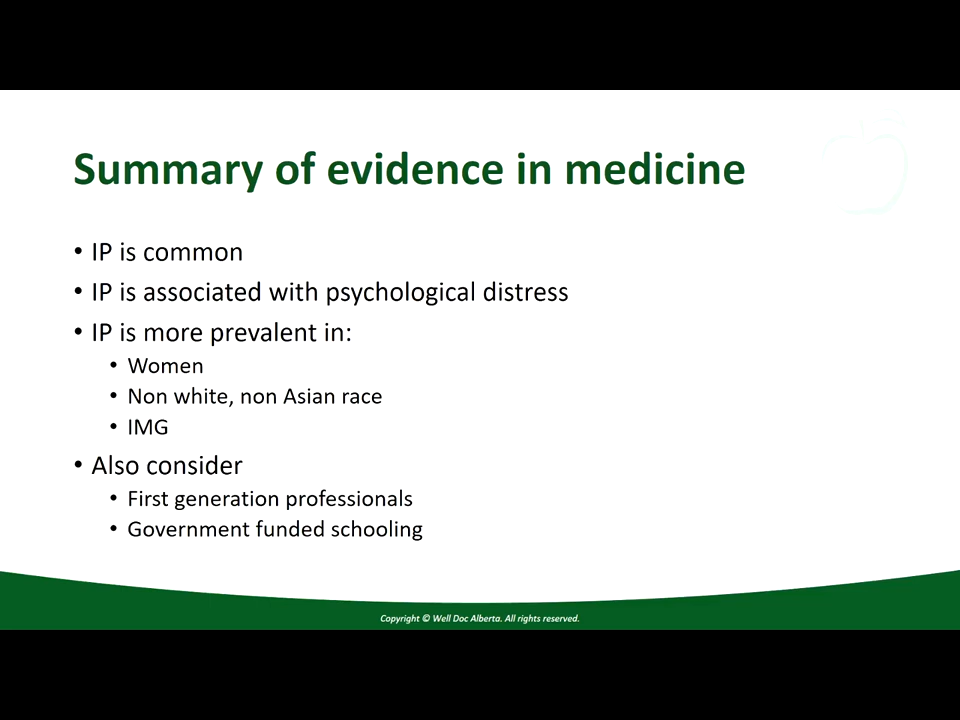 Summary of evidence in medicine
• IP is common
• IP is associated with psychological distress
• IP is more prevalent in:
• Women
• Non white, non Asian race
• IMG
• Also consider
• First generation professionals
• Government funded schooling
Copyright © Well Doc Alberta. All rights reserved.